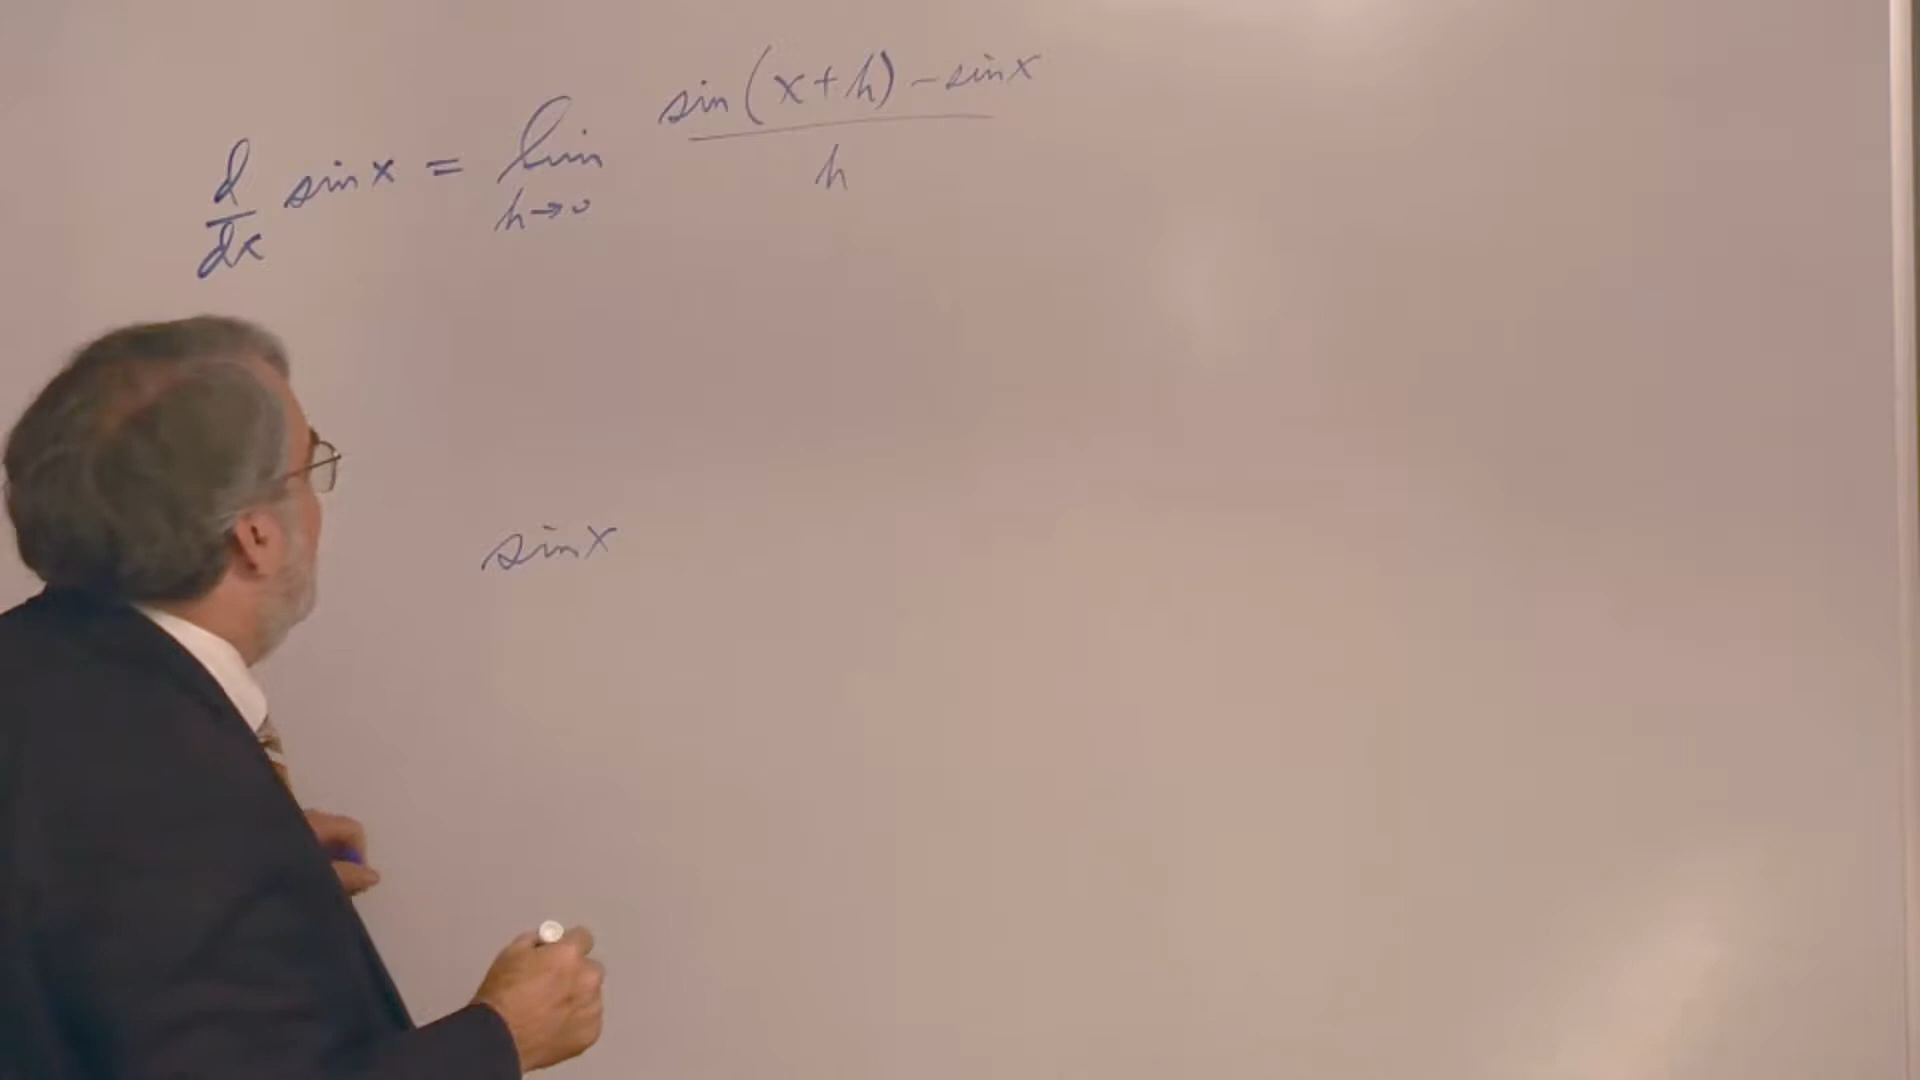 d/dx sin x = lim h→0 (sin(x+h) - sin x)/h
sin x